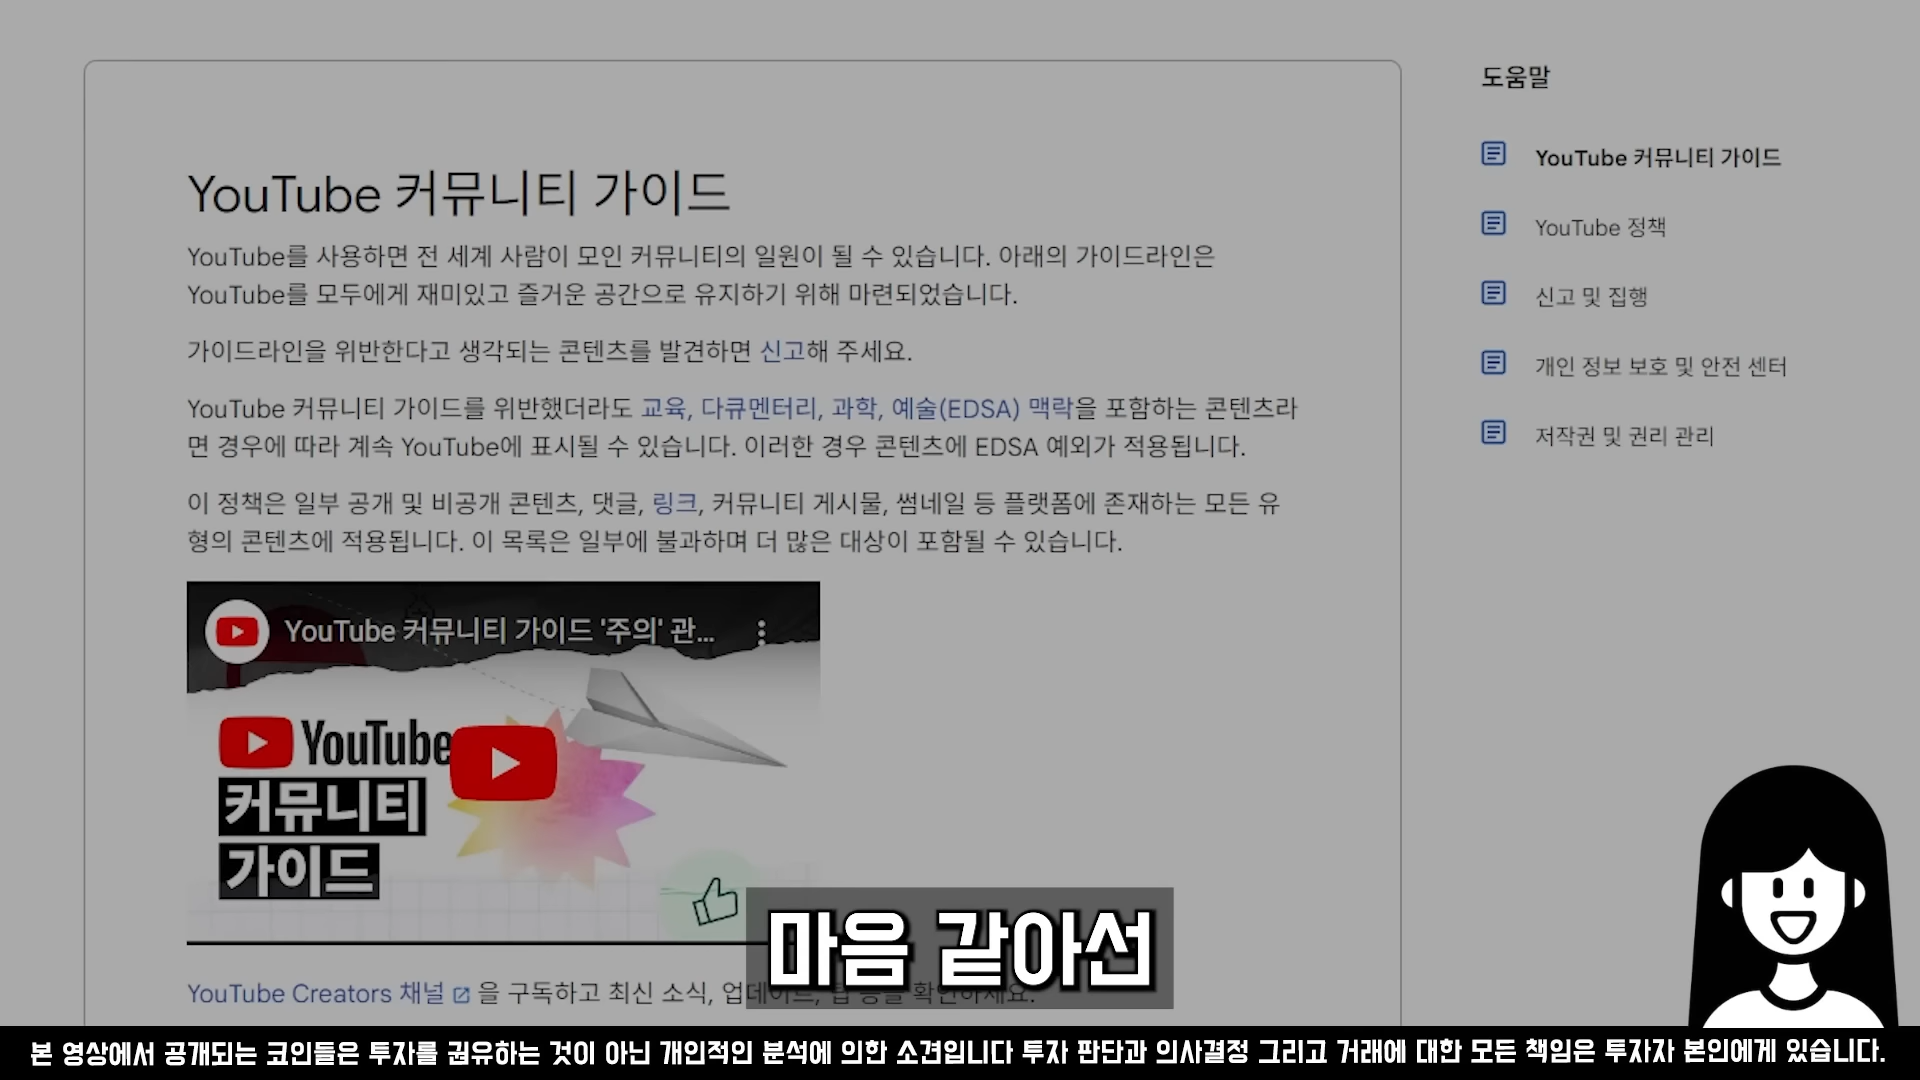 YouTube 커뮤니티 가이드
YouTube를 사용하면 전 세계 사람이 모인 커뮤니티의 일원이 될 수 있습니다. 아래의 가이드라인은
YouTube를 모두에게 재미있고 즐거운 공간으로 유지하기 위해 마련되었습니다.
가이드라인을 위반한다고 생각되는 콘텐츠를 발견하면 신고해 주세요.
YouTube 커뮤니티 가이드를 위반했더라도 교육, 다큐멘터리, 과학, 예술(EDSA) 맥락을 포함하는 콘텐츠라
면 경우에 따라 계속 YouTube에 표시될 수 있습니다. 이러한 경우 콘텐츠에 EDSA 예외가 적용됩니다.
이 정책은 일부 공개 및 비공개 콘텐츠, 댓글, 링크, 커뮤니티 게시물, 썸네일 등 플랫폼에 존재하는 모든 유
형의 콘텐츠에 적용됩니다. 이 목록은 일부에 불과하며 더 많은 대상이 포함될 수 있습니다.
YouTube 커뮤니티 가이드 '주의' 관...
YouTube
커뮤니티
가이드
YouTube Creators 채널 을 구독하고 최신 소식, 업데이트, 팁 등을 확인하세요.
도움말
YouTube 커뮤니티 가이드
YouTube 정책
신고 및 집행
개인 정보 보호 및 안전 센터
저작권 및 권리 관리
마음 같아선
본 영상에서 공개되는 코인들은 투자를 권유하는 것이 아닌 개인적인 분석에 의한 소견입니다 투자 판단과 의사결정 그리고 거래에 대한 모든 책임은 투자자 본인에게 있습니다.